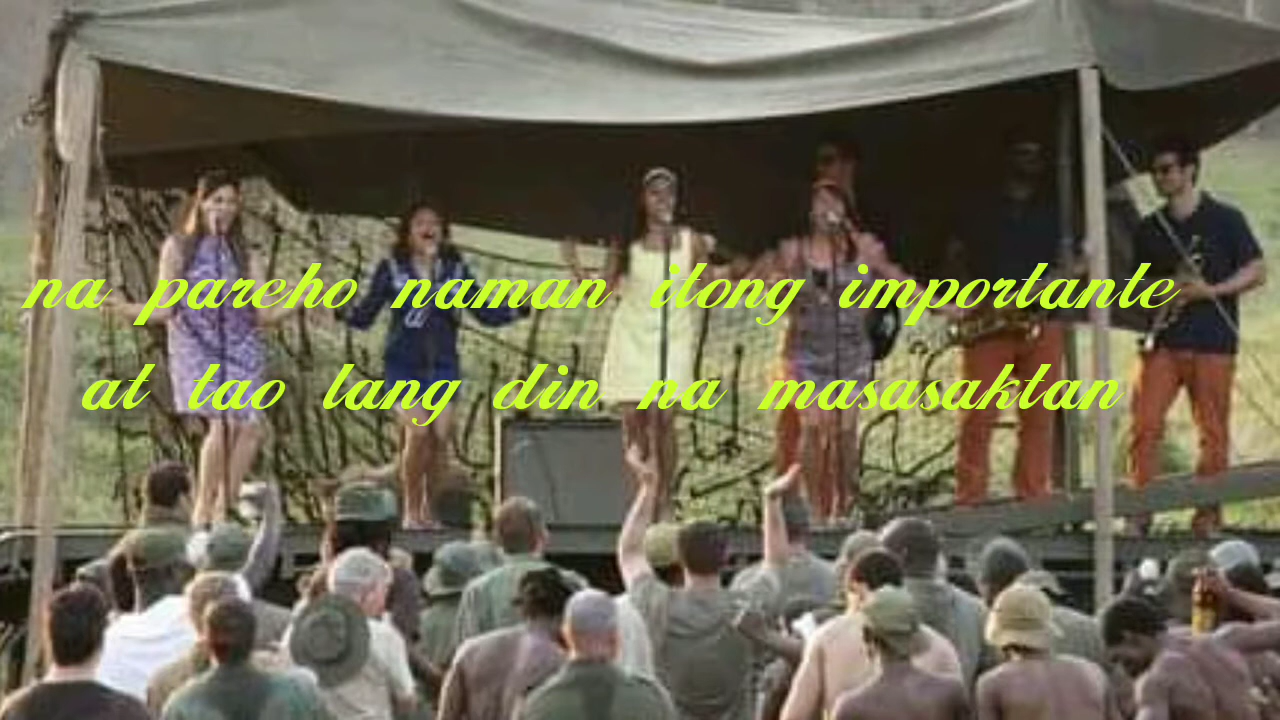 na pareho naman itong importante
at tao lang din na masasaktan